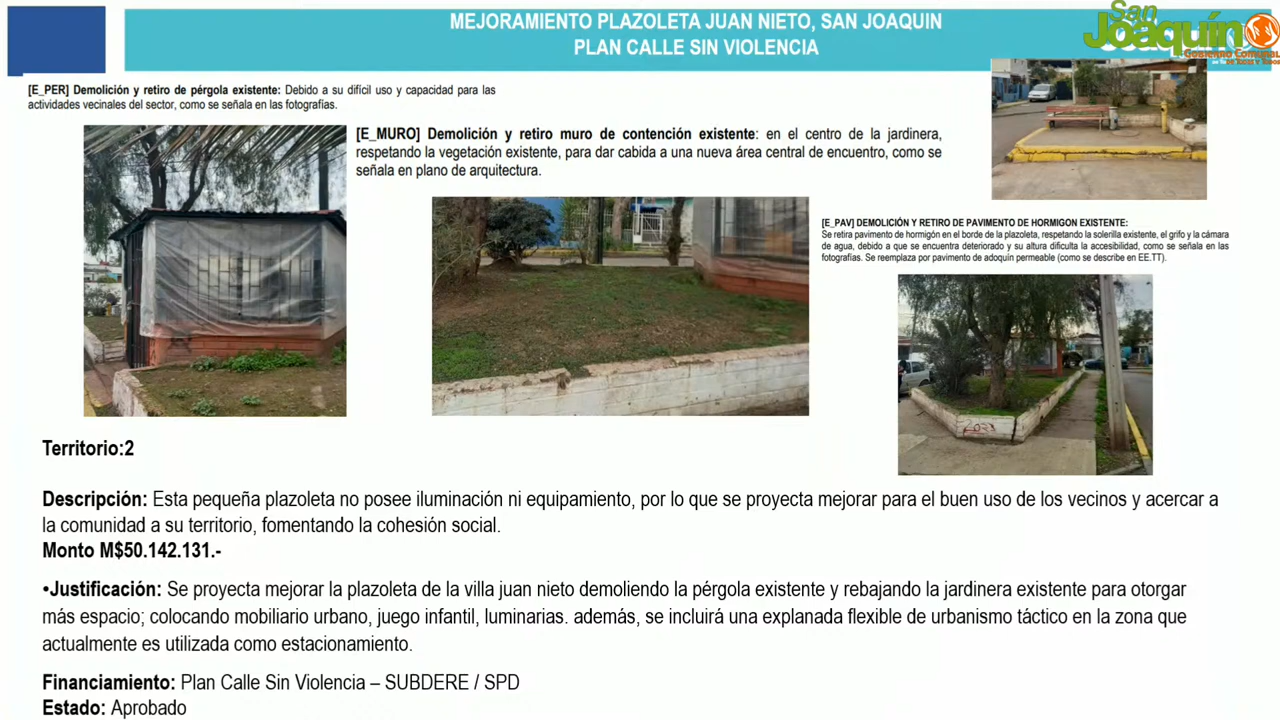 MEJORAMIENTO PLAZOLETA JUAN NIETO, SAN JOAQUIN
PLAN CALLE SIN VIOLENCIA
San
Joaquín
Gobierno Comunal
[E_PER] Demolición y retiro de pérgola existente: Debido a su difícil uso y capacidad para las
actividades vecinales del sector, como se señala en las fotografías.
[E_MURO] Demolición y retiro muro de contención existente: en el centro de la jardinera,
respetando la vegetación existente, para dar cabida a una nueva área central de encuentro, como se
señala en plano de arquitectura.
[E_PAV] DEMOLICIÓN Y RETIRO DE PAVIMENTO DE HORMIGON EXISTENTE:
Se retira pavimento de hormigón en el borde de la plazoleta, respetando la solerilla existente, el grifo y la cámara
de agua, debido a que se encuentra deteriorado y su altura dificulta la accesibilidad, como se señala en las
fotografías. Se reemplaza por pavimento de adoquín permeable (como se describe en EE.TT).
Territorio:2
Descripción: Esta pequeña plazoleta no posee iluminación ni equipamiento, por lo que se proyecta mejorar para el buen uso de los vecinos y acercar a
la comunidad a su territorio, fomentando la cohesión social.
Monto M$50.142.131.-
•Justificación: Se proyecta mejorar la plazoleta de la villa juan nieto demoliendo la pérgola existente y rebajando la jardinera existente para otorgar
más espacio; colocando mobiliario urbano, juego infantil, luminarias. además, se incluirá una explanada flexible de urbanismo táctico en la zona que
actualmente es utilizada como estacionamiento.
Financiamiento: Plan Calle Sin Violencia – SUBDERE / SPD
Estado: Aprobado